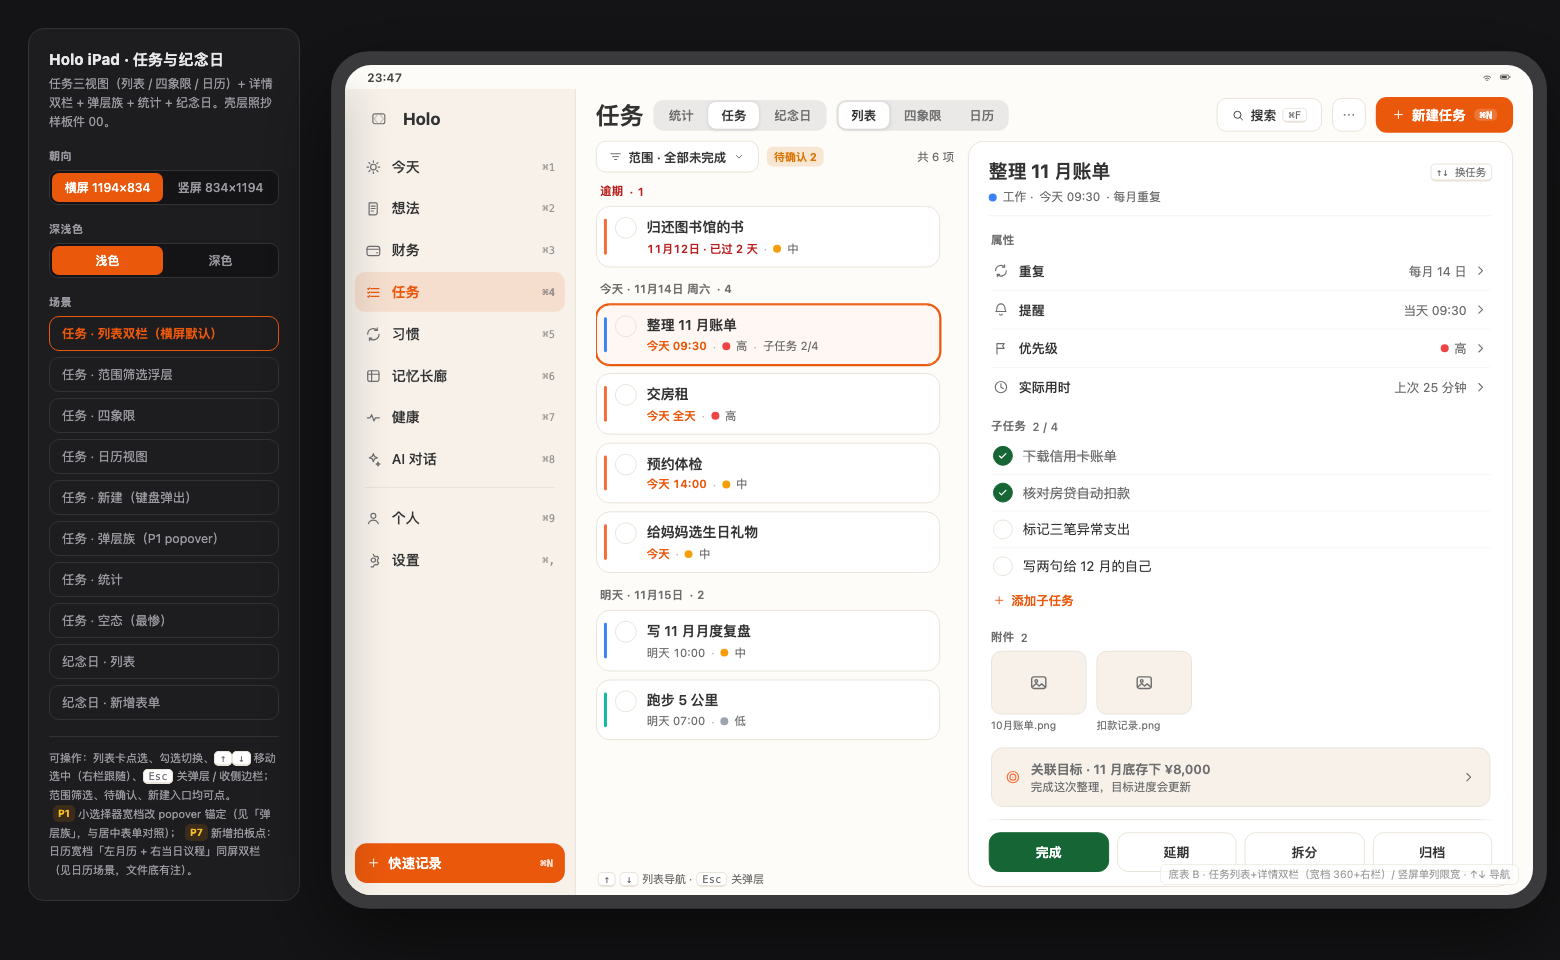 Holo iPad · 任务与纪念日
任务三视图（列表 / 四象限 / 日历）+ 详情
双栏 + 弹层族 + 统计 + 纪念日。壳层照抄
样板件 00。
朝向
横屏 1194×834
竖屏 834×1194
深浅色
浅色
深色
场景
任务 · 列表双栏（横屏默认）
任务 · 范围筛选浮层
任务 · 四象限
任务 · 日历视图
任务 · 新建（键盘弹出）
任务 · 弹层族（P1 popover）
任务 · 统计
任务 · 空态（最惨）
纪念日 · 列表
纪念日 · 新增表单
可操作：列表卡点选、勾选切换、↑ ↓ 移动
选中（右栏跟随）、Esc 关弹层 / 收侧边栏；
范围筛选、待确认、新建入口均可点。
P1 小选择器宽档改 popover 锚定（见「弹
层族」，与居中表单对照）； P7 新增拍板点：
日历宽档「左月历 + 右当日议程」同屏双栏
（见日历场景，文件底有注）。
23:47
Holo
今天 ⌘1
想法 ⌘2
财务 ⌘3
任务 ⌘4
习惯 ⌘5
记忆长廊 ⌘6
健康 ⌘7
AI 对话 ⌘8
个人 ⌘9
设置 ⌘,
+ 快速记录 ⌘N
任务
统计 任务 纪念日
列表 四象限 日历
搜索 ⌘F
···
+ 新建任务 ⌘N
范围 · 全部未完成
待确认 2
共 6 项
逾期 · 1
归还图书馆的书
11月12日 · 已过 2 天 · 中
今天 · 11月14日 周六 · 4
整理 11 月账单
今天 09:30 · 高 · 子任务 2/4
交房租
今天 全天 · 高
预约体检
今天 14:00 · 中
给妈妈选生日礼物
今天 · 中
明天 · 11月15日 · 2
写 11 月月度复盘
明天 10:00 · 中
跑步 5 公里
明天 07:00 · 低
↑ ↓ 列表导航 · Esc 关弹层
整理 11 月账单
↑↓ 换任务
工作 · 今天 09:30 · 每月重复
属性
重复 每月 14 日
提醒 当天 09:30
优先级 高
实际用时 上次 25 分钟
子任务 2 / 4
下载信用卡账单
核对房贷自动扣款
标记三笔异常支出
写两句给 12 月的自己
+ 添加子任务
附件 2
10月账单.png
扣款记录.png
关联目标 · 11 月底存下 ¥8,000
完成这次整理，目标进度会更新
完成
延期
拆分
归档
底表 B · 任务列表+详情双栏（宽档 360+右栏）/ 竖屏单列限宽 · ↑↓ 导航